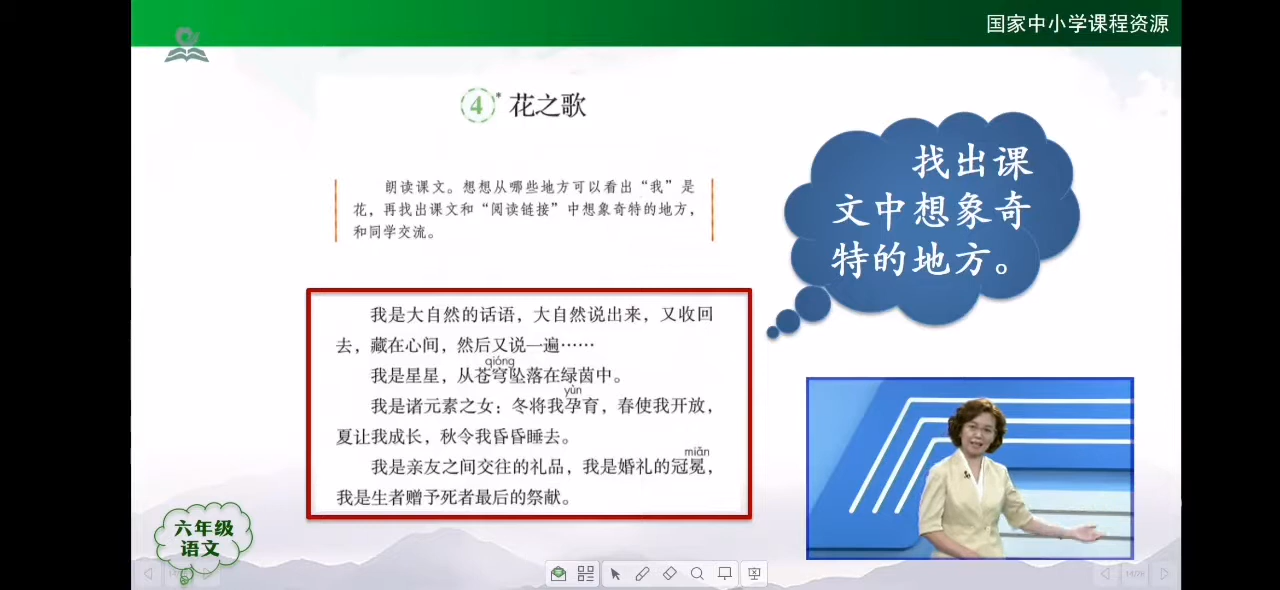 国家中小学课程资源
4* 花之歌
朗读课文。想想从哪些地方可以看出“我”是
花，再找出课文和“阅读链接”中想象奇特的地方，
和同学交流。
找出课
文中想象奇
特的地方。
我是大自然的话语，大自然说出来，又收回
去，藏在心间，然后又说一遍……
qióng
我是星星，从苍穹坠落在绿茵中。
yùn
我是诸元素之女：冬将我孕育，春使我开放，
夏让我成长，秋令我昏昏睡去。
miǎn
我是亲友之间交往的礼品，我是婚礼的冠冕，
我是生者赠予死者最后的祭献。
六年级
语文